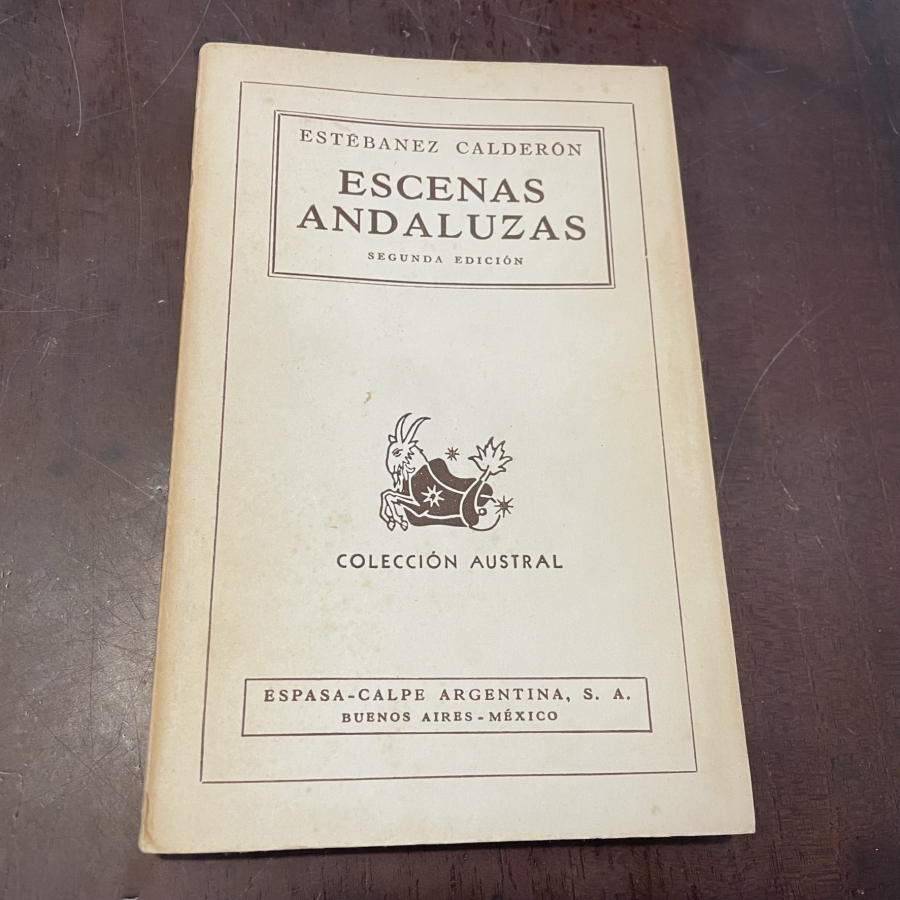 ESTÉBANEZ CALDERÓN
ESCENAS
ANDALUZAS
SEGUNDA EDICIÓN
COLECCIÓN AUSTRAL
ESPASA-CALPE ARGENTINA, S. A.
BUENOS AIRES - MÉXICO